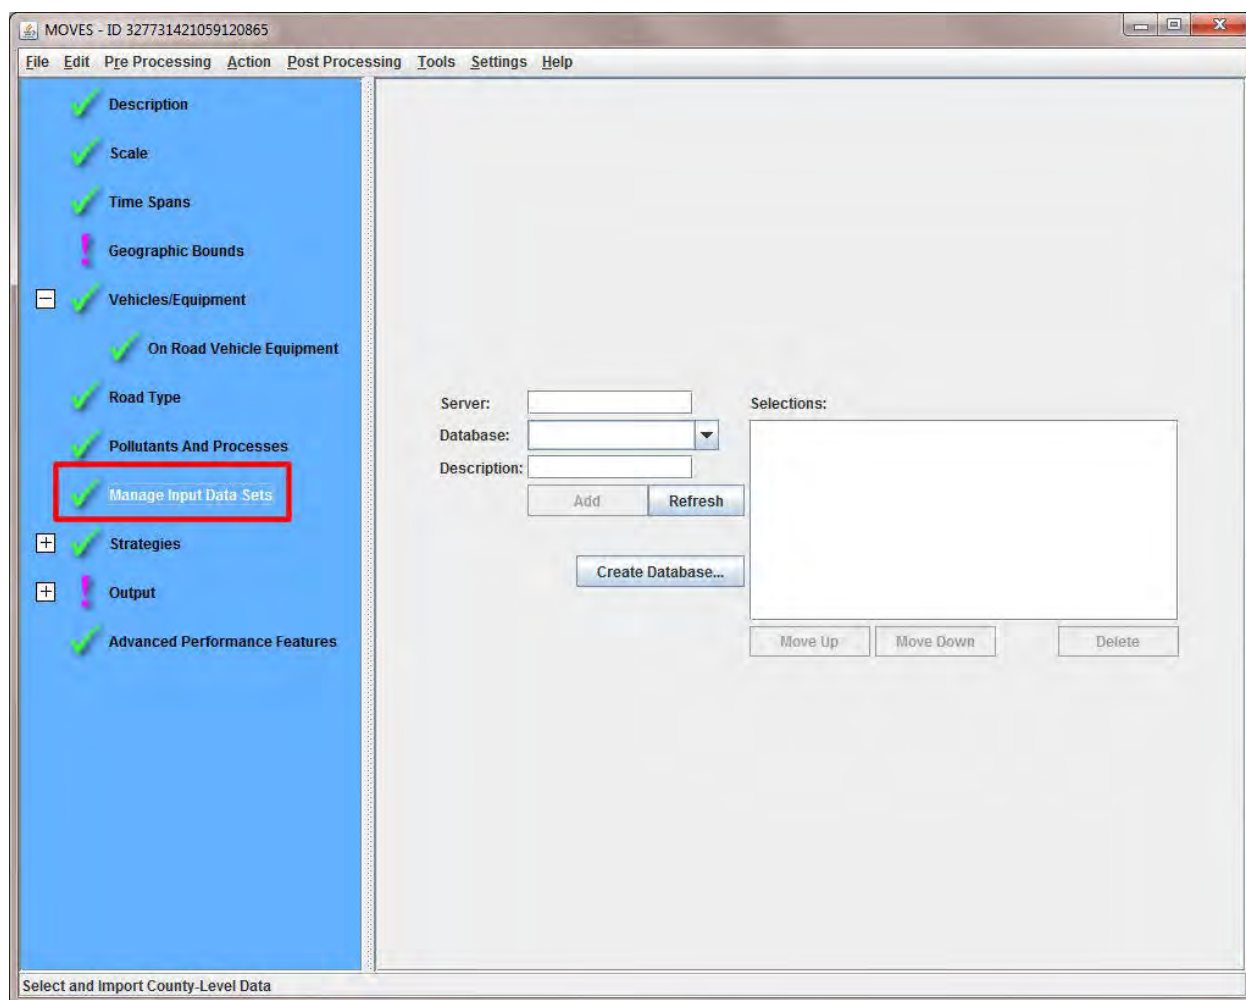 MOVES - ID 327731421059120865
File Edit Pre Processing Action Post Processing Tools Settings Help
Description
Scale
Time Spans
Geographic Bounds
Vehicles/Equipment
On Road Vehicle Equipment
Road Type
Pollutants And Processes
Manage Input Data Sets
Strategies
Output
Advanced Performance Features
Server:
Database:
Description:
Add Refresh
Create Database...
Selections:
Move Up Move Down Delete
Select and Import County-Level Data